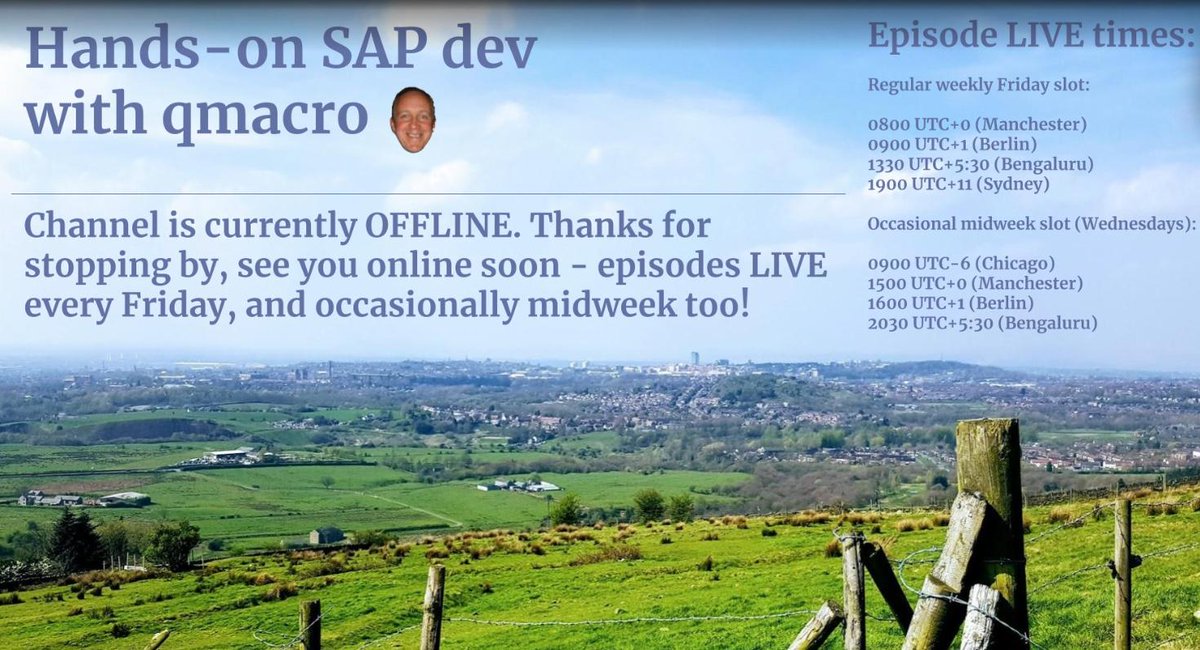 Hands-on SAP dev
with qmacro
Channel is currently OFFLINE. Thanks for
stopping by, see you online soon - episodes LIVE
every Friday, and occasionally midweek too!
Episode LIVE times:
Regular weekly Friday slot:
0800 UTC+0 (Manchester)
0900 UTC+1 (Berlin)
1330 UTC+5:30 (Bengaluru)
1900 UTC+11 (Sydney)
Occasional midweek slot (Wednesdays):
0900 UTC-6 (Chicago)
1500 UTC+0 (Manchester)
1600 UTC+1 (Berlin)
2030 UTC+5:30 (Bengaluru)